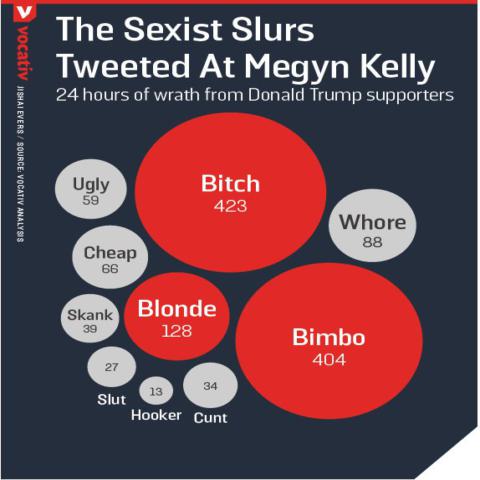 The Sexist Slurs
Tweeted At Megyn Kelly
24 hours of wrath from Donald Trump supporters
vocativ
JISHAI EVERS / SOURCE: VOCATIV ANALYSIS
Ugly
59
Bitch
423
Whore
88
Cheap
66
Skank
39
Blonde
128
Bimbo
404
27
Slut
13
Hooker
34
Cunt